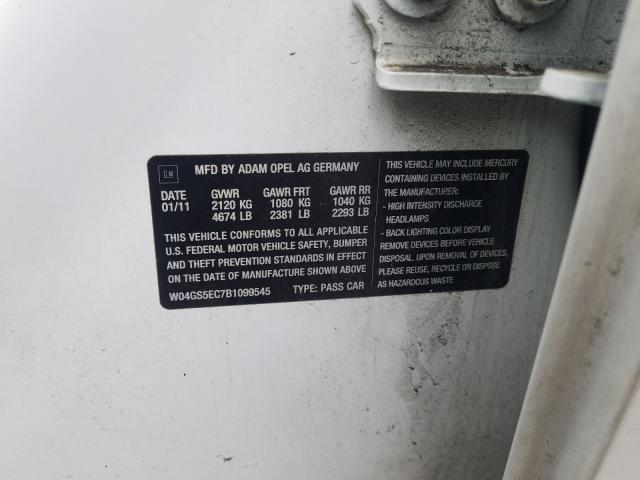 GM
MFD BY ADAM OPEL AG GERMANY
DATE GVWR GAWR FRT GAWR RR
01/11 2120 KG 1080 KG 1040 KG
4674 LB 2381 LB 2293 LB
THIS VEHICLE CONFORMS TO ALL APPLICABLE
U.S. FEDERAL MOTOR VEHICLE SAFETY, BUMPER
AND THEFT PREVENTION STANDARDS IN EFFECT
ON THE DATE OF MANUFACTURE SHOWN ABOVE
W04GS5EC7B1099545 TYPE: PASS CAR
THIS VEHICLE MAY INCLUDE MERCURY
CONTAINING DEVICES INSTALLED BY
THE MANUFACTURER:
- HIGH INTENSITY DISCHARGE
HEADLAMPS
- BACK LIGHTING COLOR DISPLAY
REMOVE DEVICES BEFORE VEHICLE
DISPOSAL. UPON REMOVAL OF DEVICES,
PLEASE REUSE, RECYCLE OR DISPOSE
AS HAZARDOUS WASTE